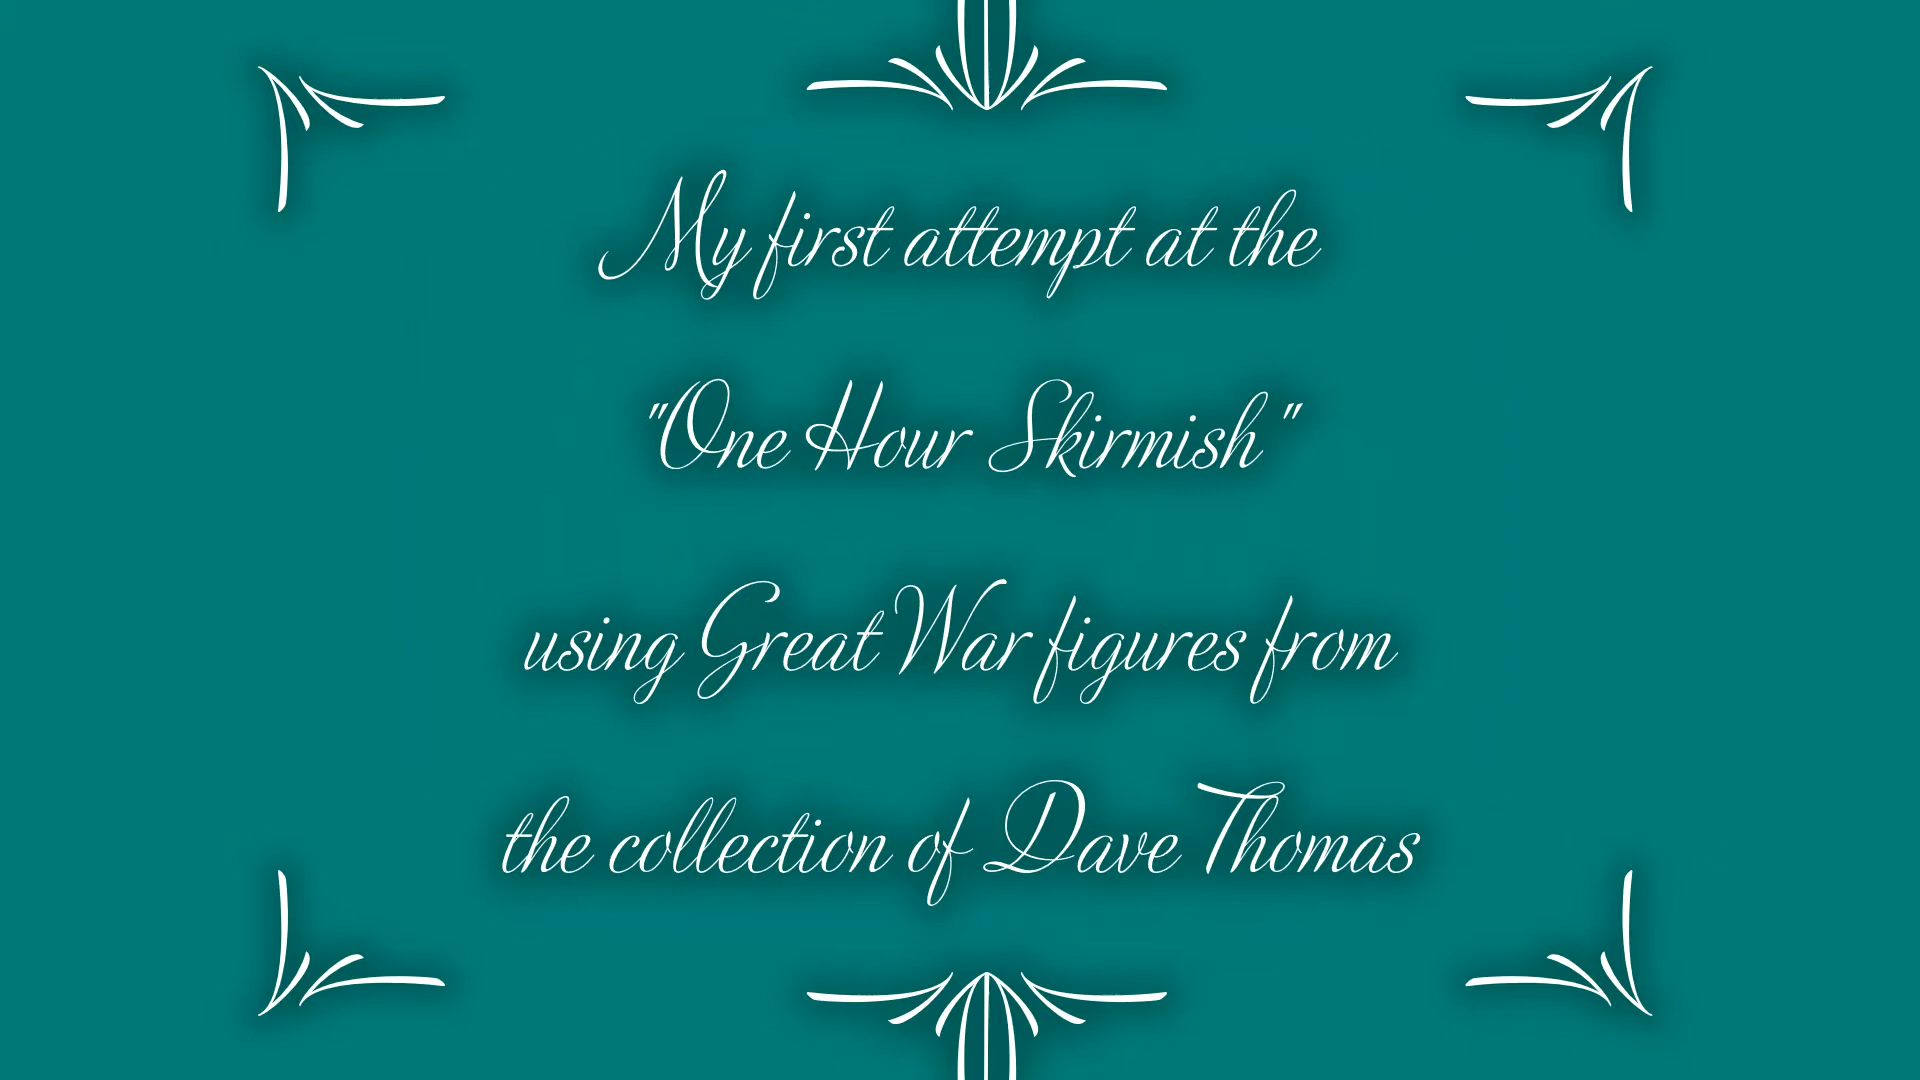 My first attempt at the
"One Hour Skirmish"
using Great War figures from
the collection of Dave Thomas